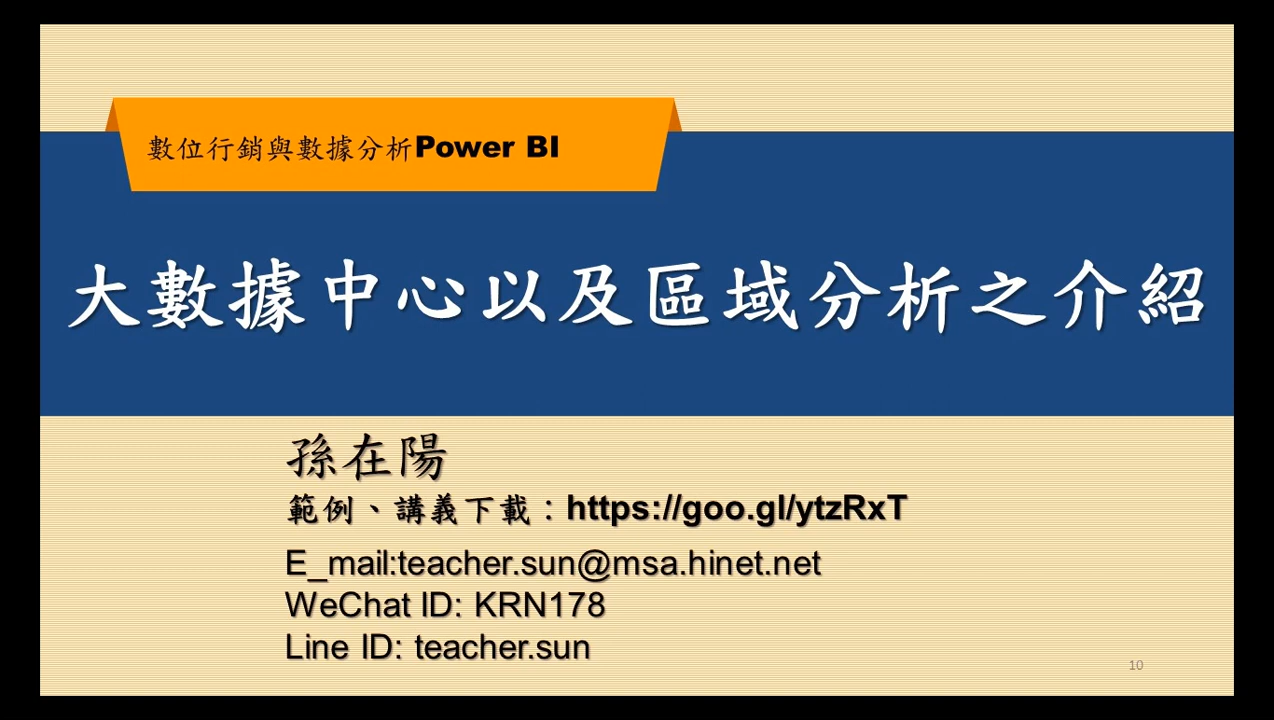 數位行銷與數據分析Power BI
大數據中心以及區域分析之介紹
孫在陽
範例、講義下載：https://goo.gl/ytzRxT
E_mail:teacher.sun@msa.hinet.net
WeChat ID: KRN178
Line ID: teacher.sun
10